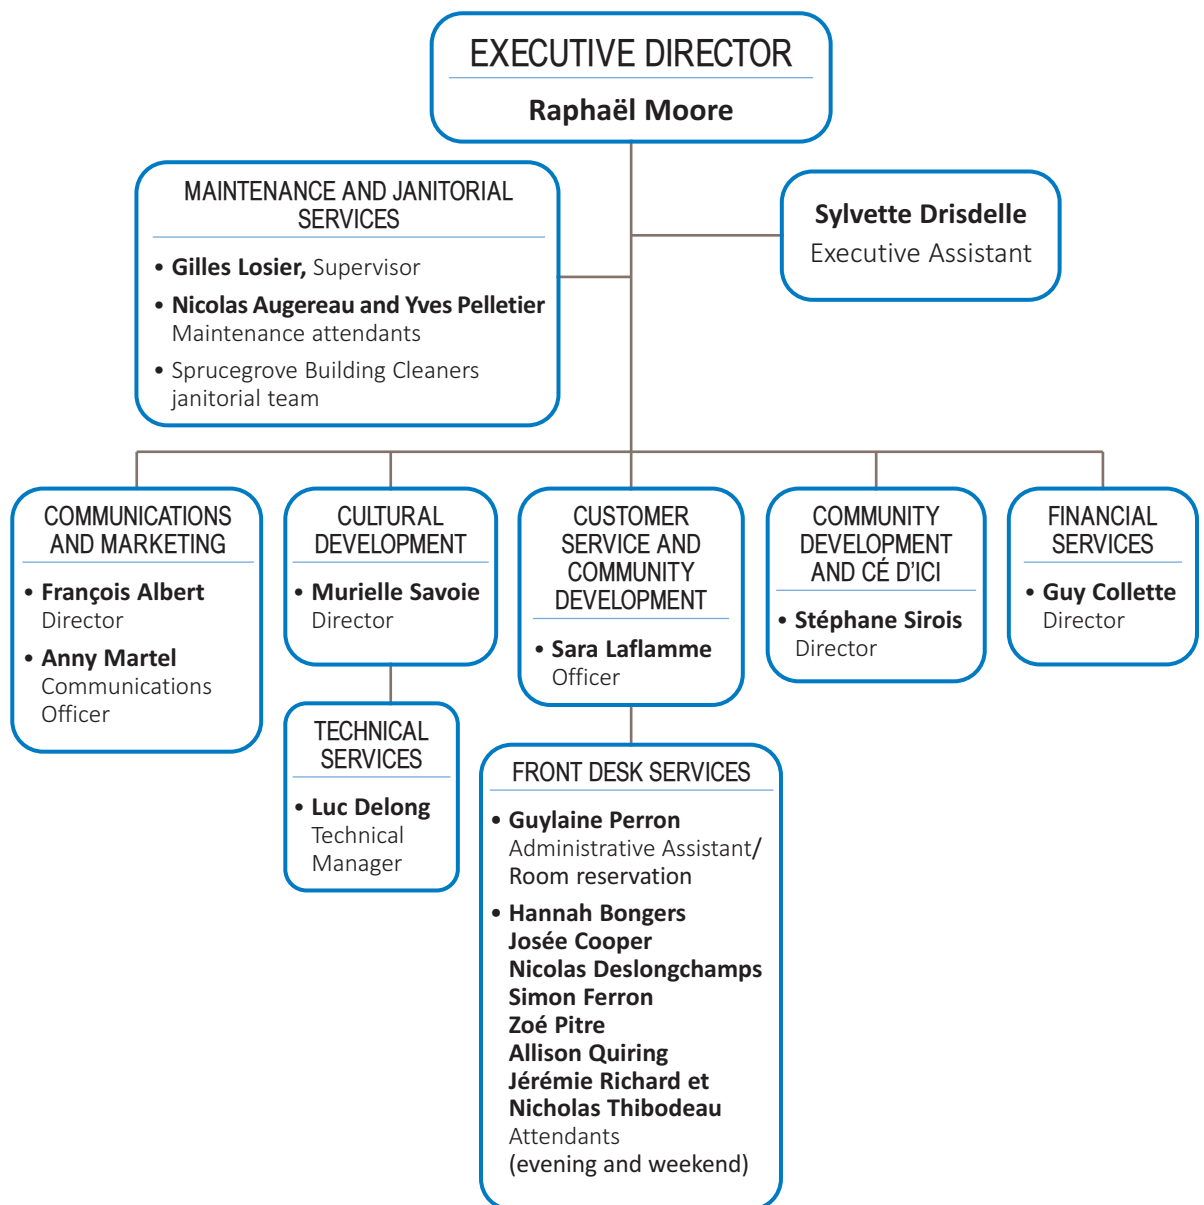 EXECUTIVE DIRECTOR
Raphaël Moore
MAINTENANCE AND JANITORIAL
SERVICES
• Gilles Losier, Supervisor
• Nicolas Augereau and Yves Pelletier
Maintenance attendants
• Sprucegrove Building Cleaners
janitorial team
Sylvette Drisdelle
Executive Assistant
COMMUNICATIONS
AND MARKETING
• François Albert
Director
• Anny Martel
Communications
Officer
CULTURAL
DEVELOPMENT
• Murielle Savoie
Director
TECHNICAL
SERVICES
• Luc Delong
Technical
Manager
CUSTOMER
SERVICE AND
COMMUNITY
DEVELOPMENT
• Sara Laflamme
Officer
FRONT DESK SERVICES
• Guylaine Perron
Administrative Assistant/
Room reservation
• Hannah Bongers
Josée Cooper
Nicolas Deslongchamps
Simon Ferron
Zoé Pitre
Allison Quiring
Jérémie Richard et
Nicholas Thibodeau
Attendants
(evening and weekend)
COMMUNITY
DEVELOPMENT
AND CÉ D'ICI
• Stéphane Sirois
Director
FINANCIAL
SERVICES
• Guy Collette
Director